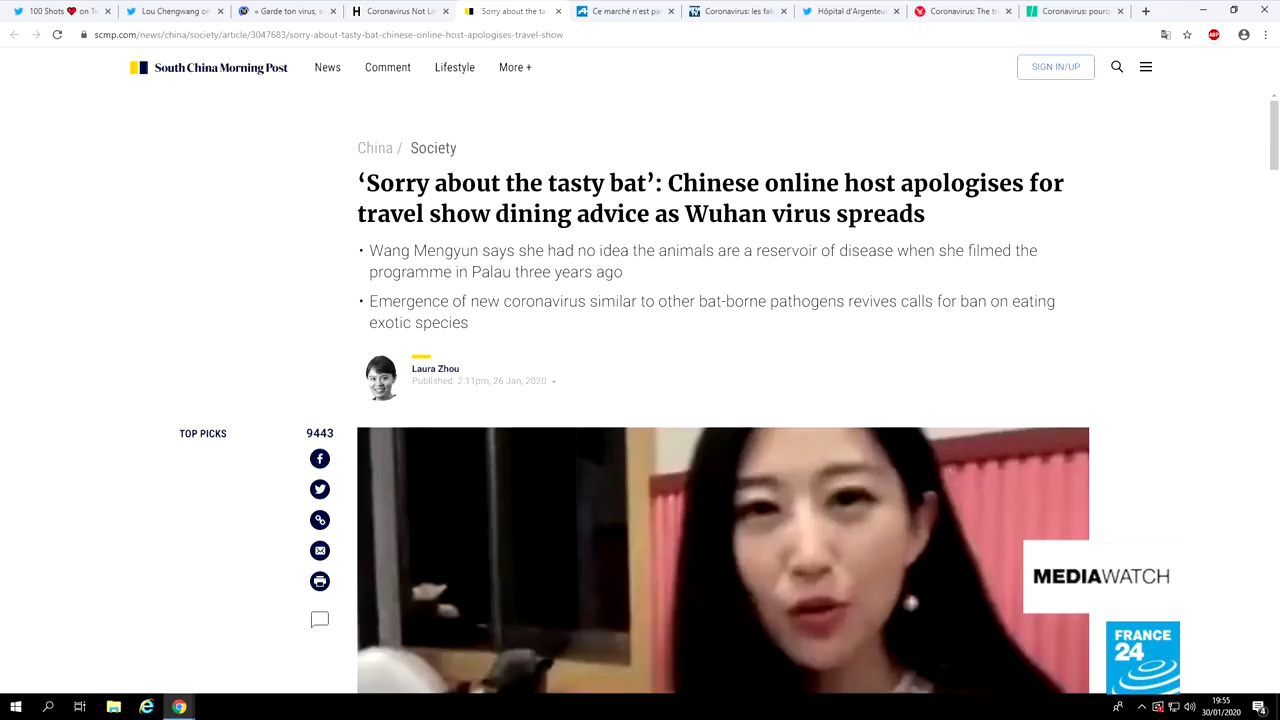 100 Shots ❤ on Tw
Lou Chengwang on
« Garde ton virus, s
Coronavirus Not Li
'Sorry about the ta
Ce marché n'est pa
Coronavirus: les fak
Hôpital d'Argenteu
Coronavirus: The tr
Coronavirus: pourq
scmp.com/news/china/society/article/3047683/sorry-about-tasty-bat-chinese-online-host-apologises-travel-show
ABP
South China Morning Post
News
Comment
Lifestyle
More +
SIGN IN/UP
China / Society
‘Sorry about the tasty bat’: Chinese online host apologises for
travel show dining advice as Wuhan virus spreads
• Wang Mengyun says she had no idea the animals are a reservoir of disease when she filmed the
programme in Palau three years ago
• Emergence of new coronavirus similar to other bat-borne pathogens revives calls for ban on eating
exotic species
Laura Zhou
Published: 2:11pm, 26 Jan, 2020
TOP PICKS
9443
MEDIAWATCH
FRANCE
24
19:55
30/01/2020
4